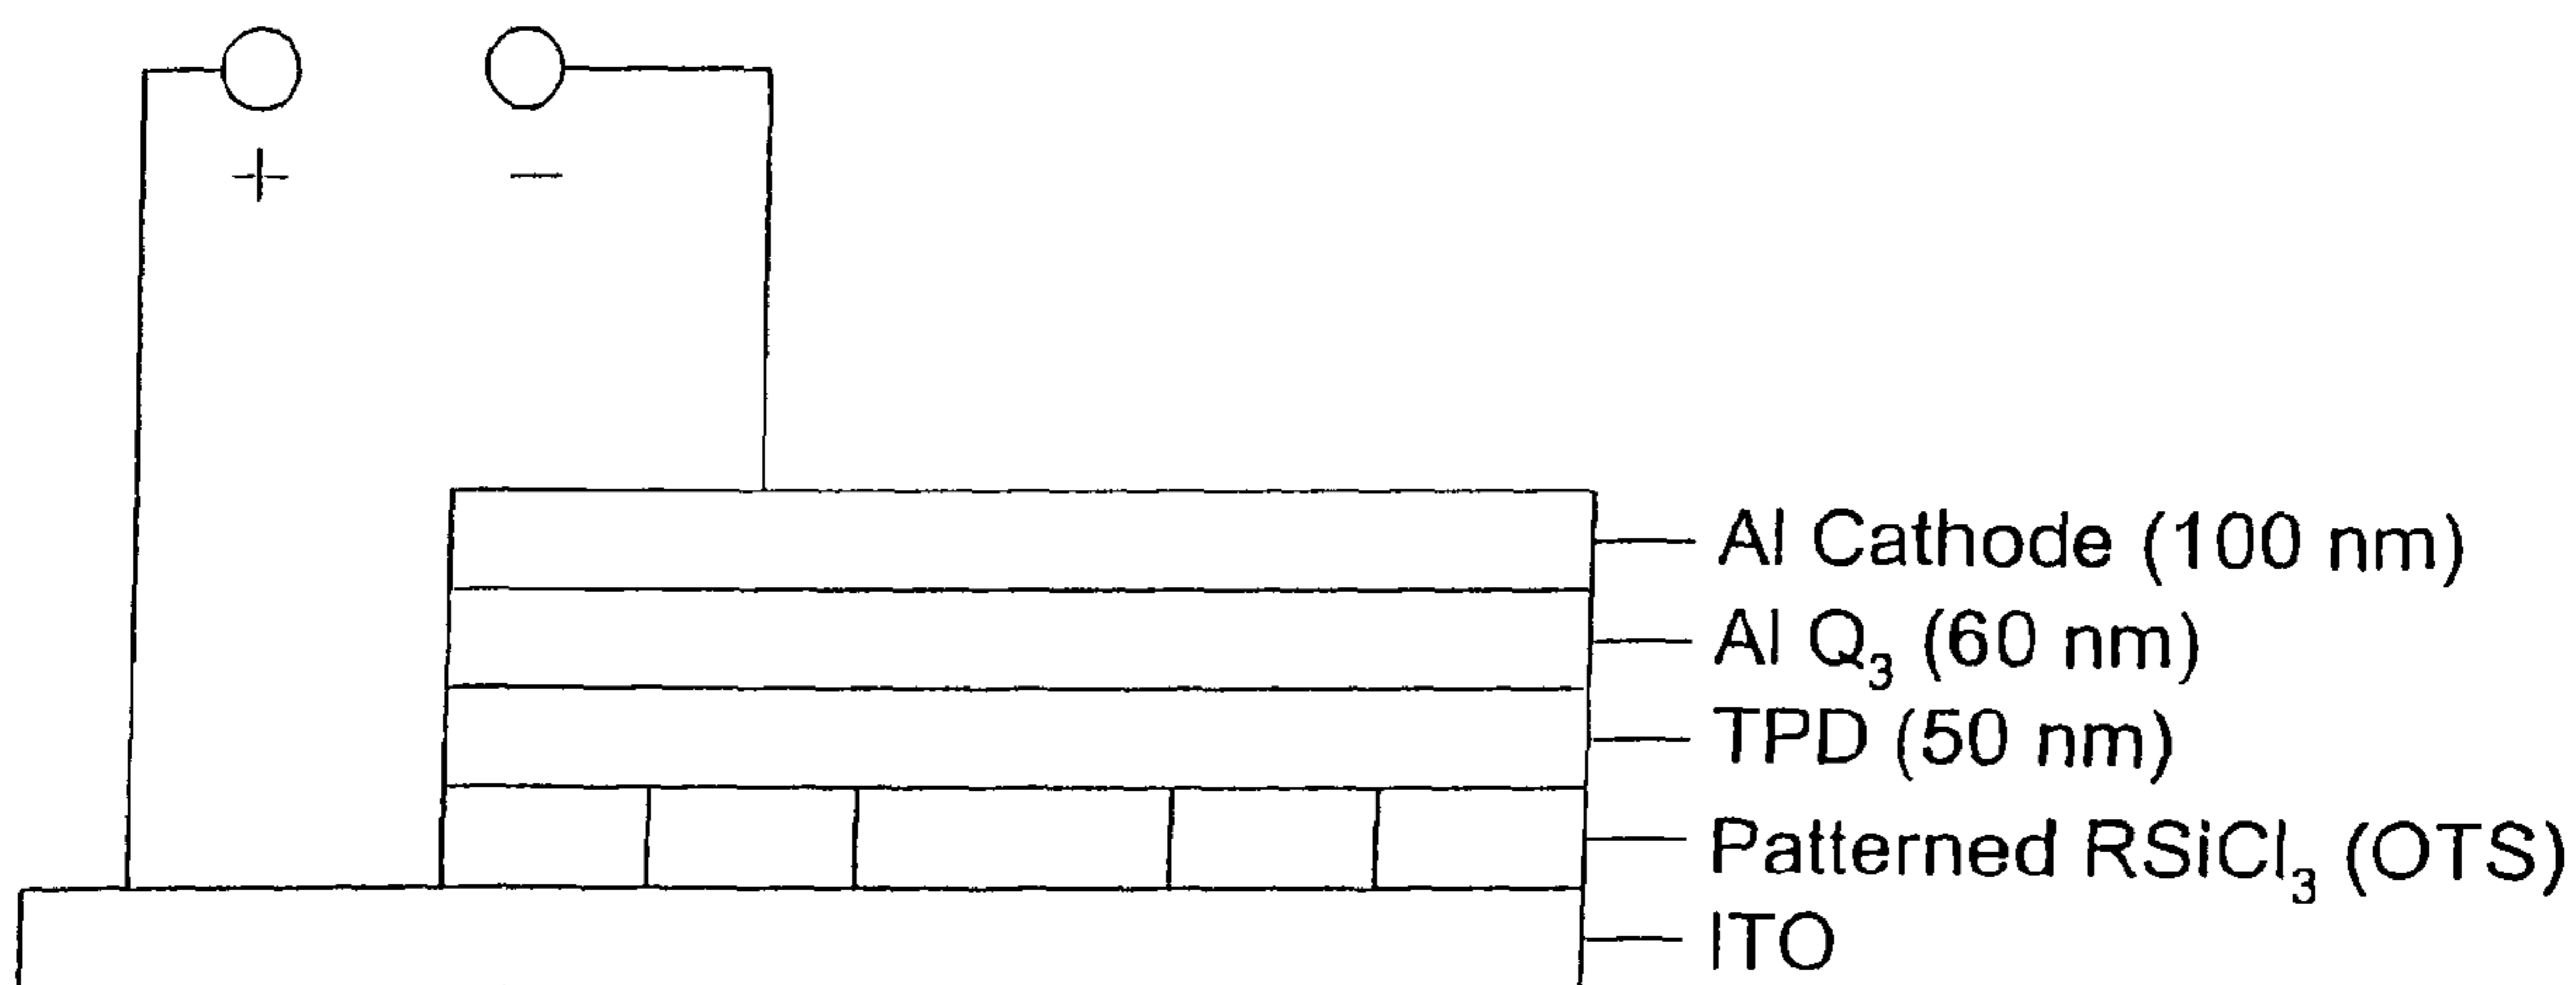 + −
Al Cathode (100 nm)
Al Q₃ (60 nm)
TPD (50 nm)
Patterned RSiCl₃ (OTS)
ITO